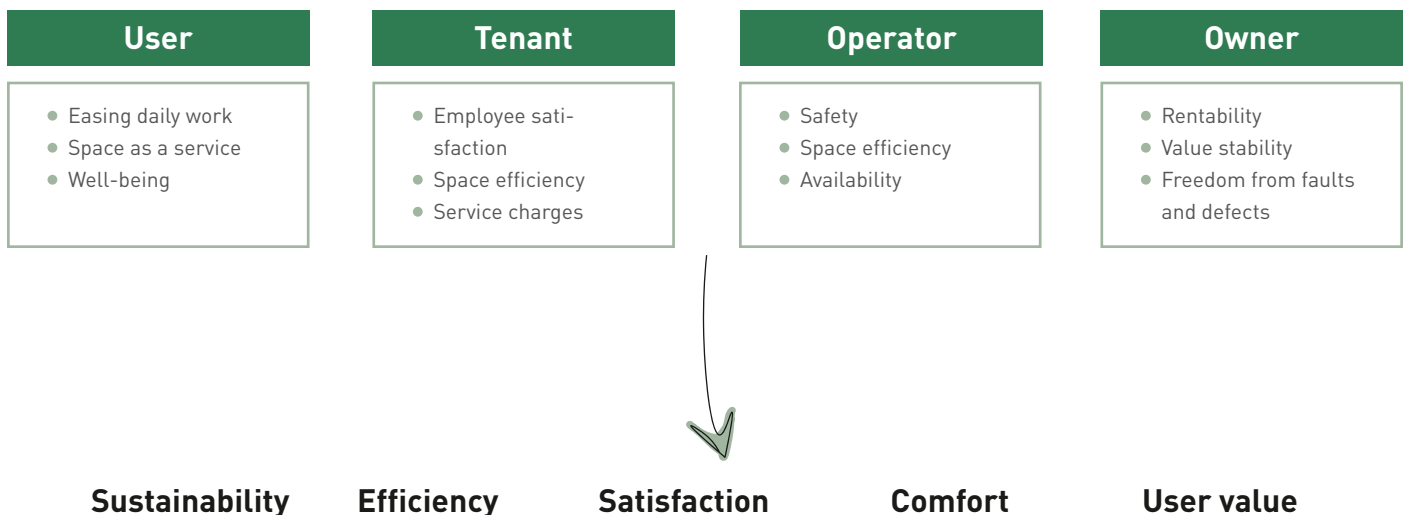 User
Easing daily work
Space as a service
Well-being
Tenant
Employee sati-
sfaction
Space efficiency
Service charges
Operator
Safety
Space efficiency
Availability
Owner
Rentability
Value stability
Freedom from faults
and defects
Sustainability Efficiency Satisfaction Comfort User value